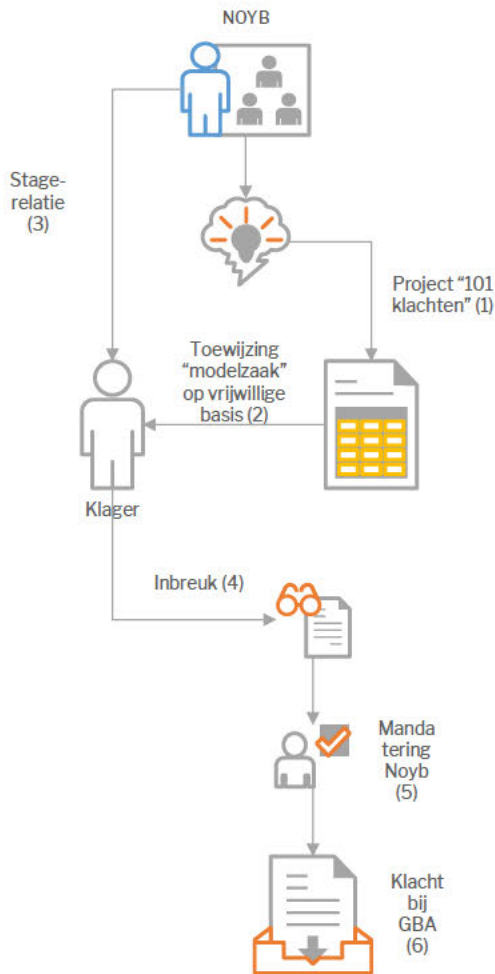 NOYB
Stage-
relatie
(3)
Project “101
klachten” (1)
Toewijzing
“modelzaak”
op vrijwillige
basis (2)
Klager
Inbreuk (4)
Manda
tering
Noyb
(5)
Klacht
bij
GBA
(6)